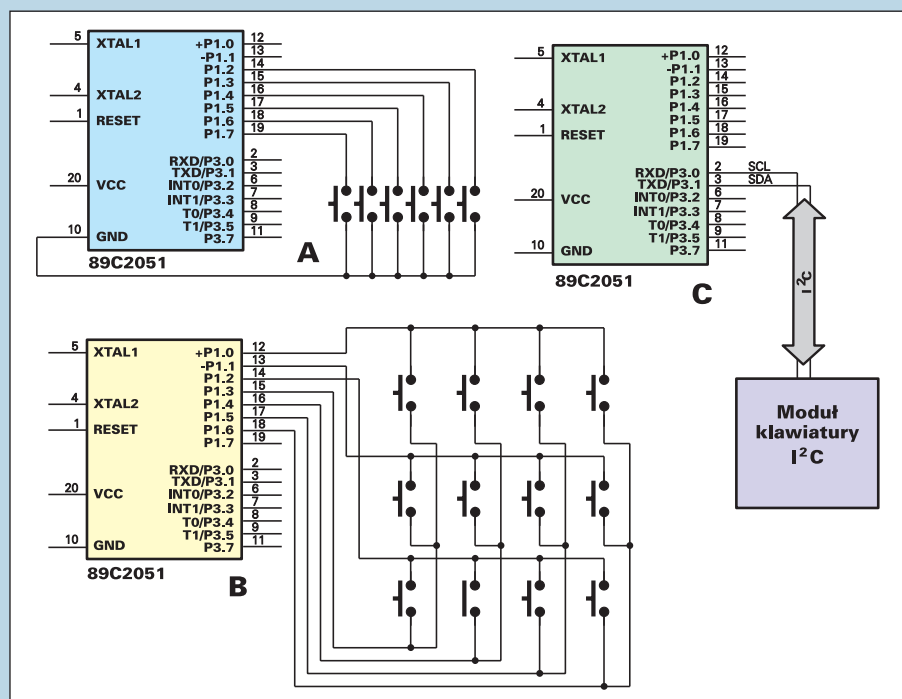 5
XTAL1
4
XTAL2
1
RESET
20
VCC
10
GND
+P1.0
12
-P1.1
13
P1.2
14
P1.3
15
P1.4
16
P1.5
17
P1.6
18
P1.7
19
RXD/P3.0
2
TXD/P3.1
3
INT0/P3.2
6
INT1/P3.3
7
T0/P3.4
8
T1/P3.5
9
P3.7
11
89C2051
A
5
XTAL1
4
XTAL2
1
RESET
20
VCC
10
GND
+P1.0
12
-P1.1
13
P1.2
14
P1.3
15
P1.4
16
P1.5
17
P1.6
18
P1.7
19
RXD/P3.0
2
SCL
TXD/P3.1
3
SDA
INT0/P3.2
6
INT1/P3.3
7
T0/P3.4
8
T1/P3.5
9
P3.7
11
89C2051
C
I²C
Moduł
klawiatury
I²C
5
XTAL1
4
XTAL2
1
RESET
20
VCC
10
GND
+P1.0
12
-P1.1
13
P1.2
14
P1.3
15
P1.4
16
P1.5
17
P1.6
18
P1.7
19
RXD/P3.0
2
TXD/P3.1
3
INT0/P3.2
6
INT1/P3.3
7
T0/P3.4
8
T1/P3.5
9
P3.7
11
89C2051
B